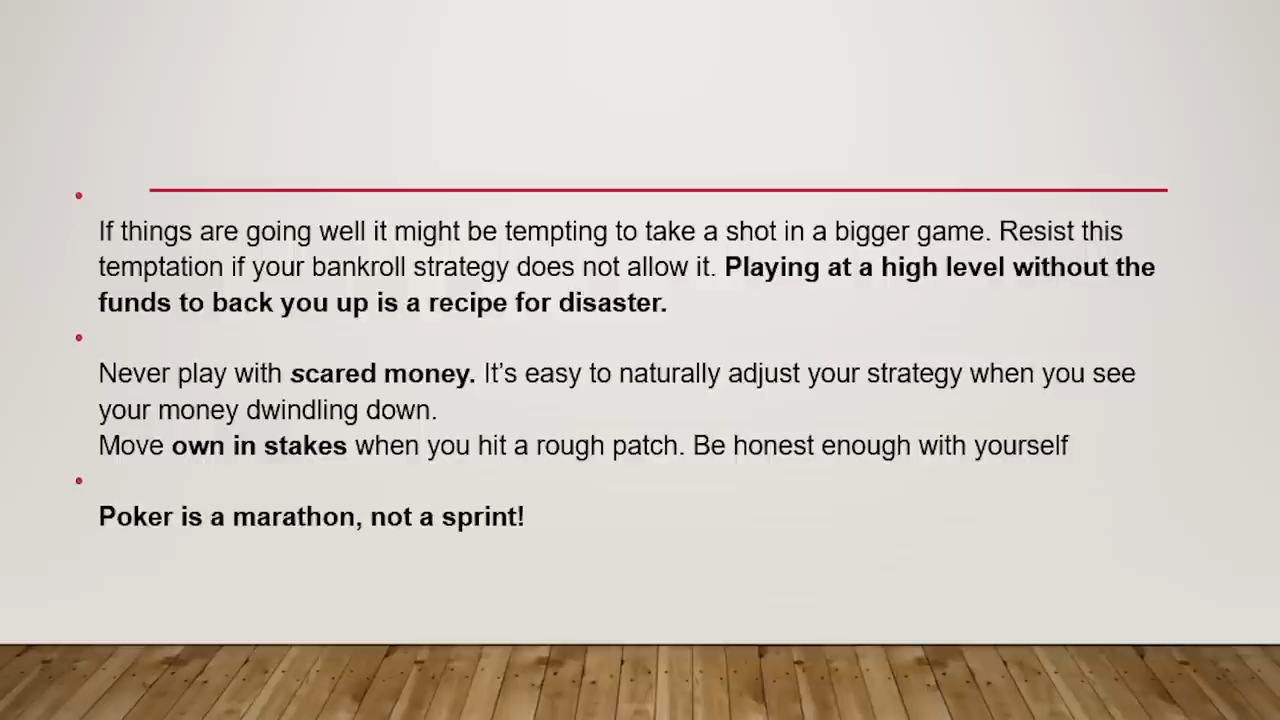 If things are going well it might be tempting to take a shot in a bigger game. Resist this
temptation if your bankroll strategy does not allow it. Playing at a high level without the
funds to back you up is a recipe for disaster.
Never play with scared money. It’s easy to naturally adjust your strategy when you see
your money dwindling down.
Move own in stakes when you hit a rough patch. Be honest enough with yourself
Poker is a marathon, not a sprint!